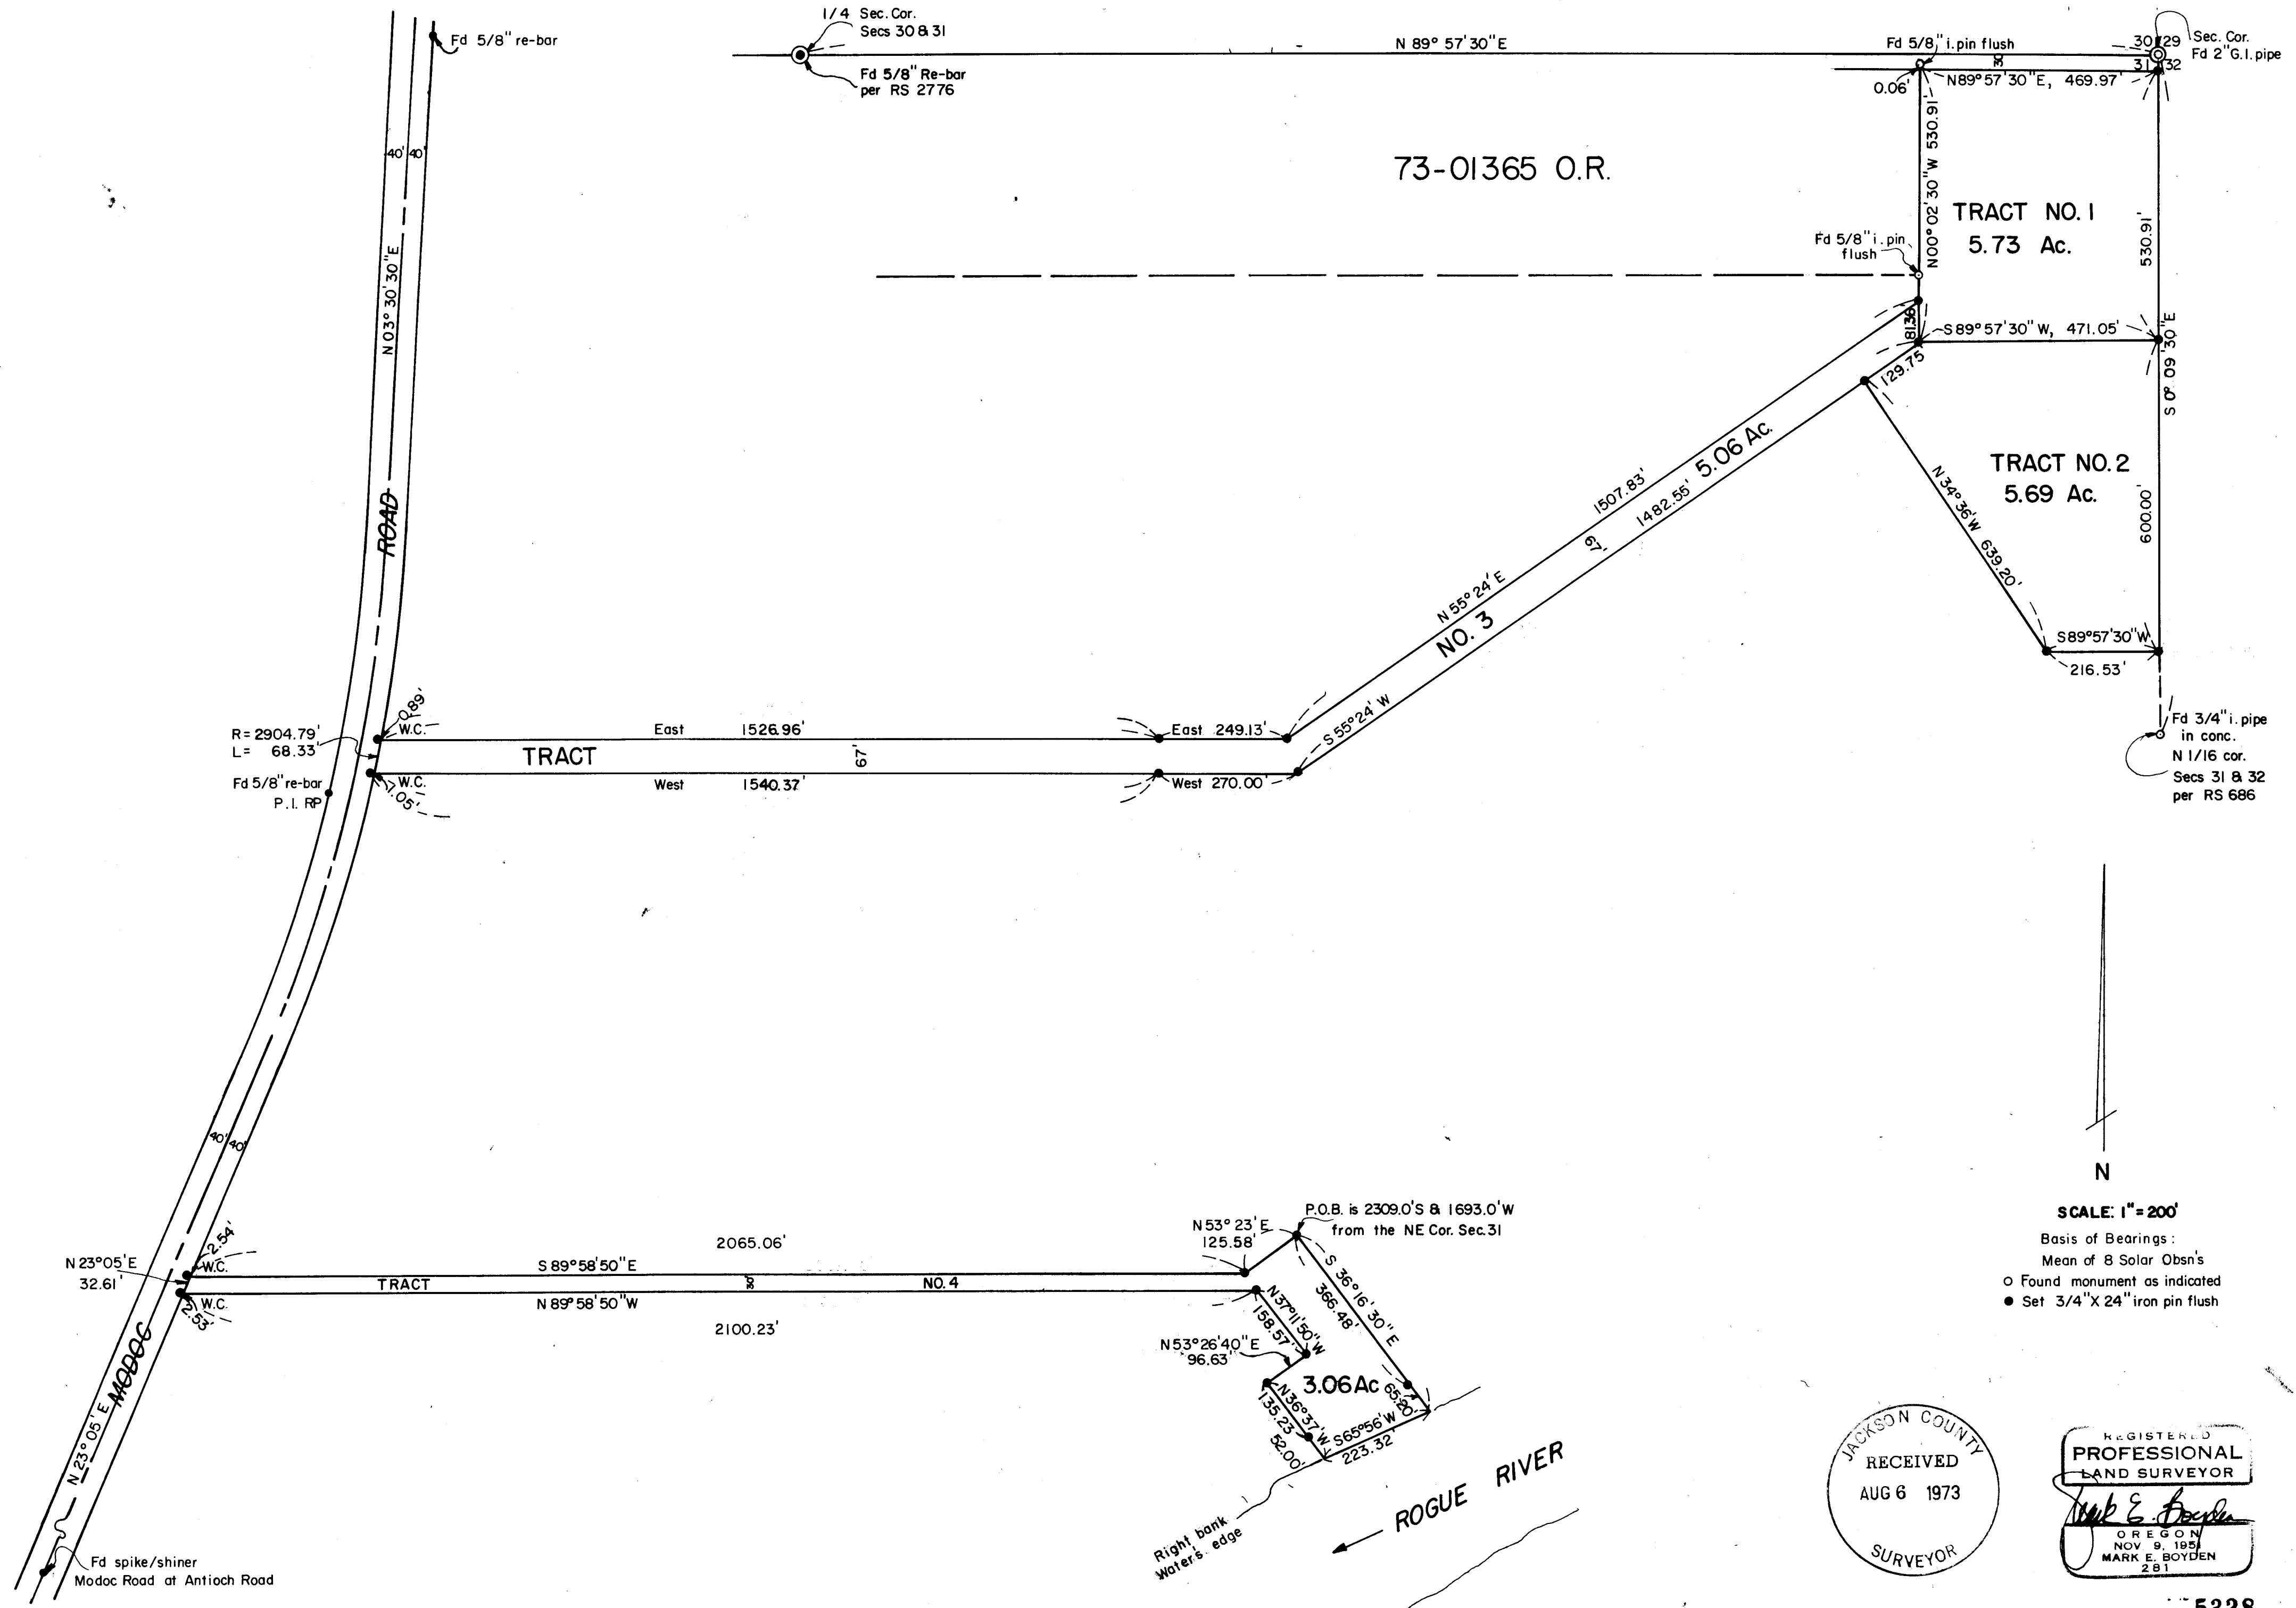 1/4 Sec. Cor.
Secs 30 & 31
Fd 5/8" re-bar
Fd 5/8" Re-bar
per RS 2776
N 89° 57' 30" E
Fd 5/8" i. pin flush
30
30 29
31 32
Sec. Cor.
Fd 2" G.I. pipe
0.06'
N89° 57' 30" E, 469.97'
40' 40'
73-01365 O.R.
N00° 02' 30" W 530.91'
TRACT NO. 1
5.73 Ac.
530.91'
Fd 5/8" i. pin
flush
N 03° 30' 30" E
81.36'
S 89° 57' 30" W, 471.05'
S 0° 09' 30" E
129.75
ROAD
5.06 Ac.
1507.83'
1482.55'
67'
N 34° 36' W 639.20'
TRACT NO. 2
5.69 Ac.
600.00'
N 55° 24' E
NO. 3
S 55° 24' W
S89° 57' 30" W
216.53'
0.89'
W.C.
R = 2904.79'
L = 68.33'
East 1526.96'
East 249.13'
TRACT
67'
West 1540.37'
West 270.00'
W.C.
1.05'
Fd 5/8" re-bar
P.I. RP
Fd 3/4" i. pipe
in conc.
N 1/16 cor.
Secs 31 & 32
per RS 686
40' 40'
N
SCALE: 1" = 200'
Basis of Bearings:
Mean of 8 Solar Obsn's
Found monument as indicated
Set 3/4" X 24" iron pin flush
P.O.B. is 2309.0' S & 1693.0' W
from the NE Cor. Sec. 31
N 53° 23' E
125.58'
2065.06'
S 89° 58' 50" E
2.54'
W.C.
N 23° 05' E
32.61'
TRACT
30'
NO. 4
N 89° 58' 50" W
2100.23'
W.C.
2.53'
S 36° 16' 30" E
366.48'
N37° 11' 50" W
158.57'
N 53° 26' 40" E
96.63'
3.06 Ac
65.20'
N36° 37' W
135.23
52.00'
S65° 56' W
223.32'
MODOC
N 23° 05' E
ROGUE RIVER
Right bank
Water's edge
Fd spike/shiner
Modoc Road at Antioch Road
JACKSON COUNTY
RECEIVED
AUG 6 1973
SURVEYOR
REGISTERED
PROFESSIONAL
LAND SURVEYOR
Mark E. Boyden
OREGON
NOV. 9, 1951
MARK E. BOYDEN
281
5328